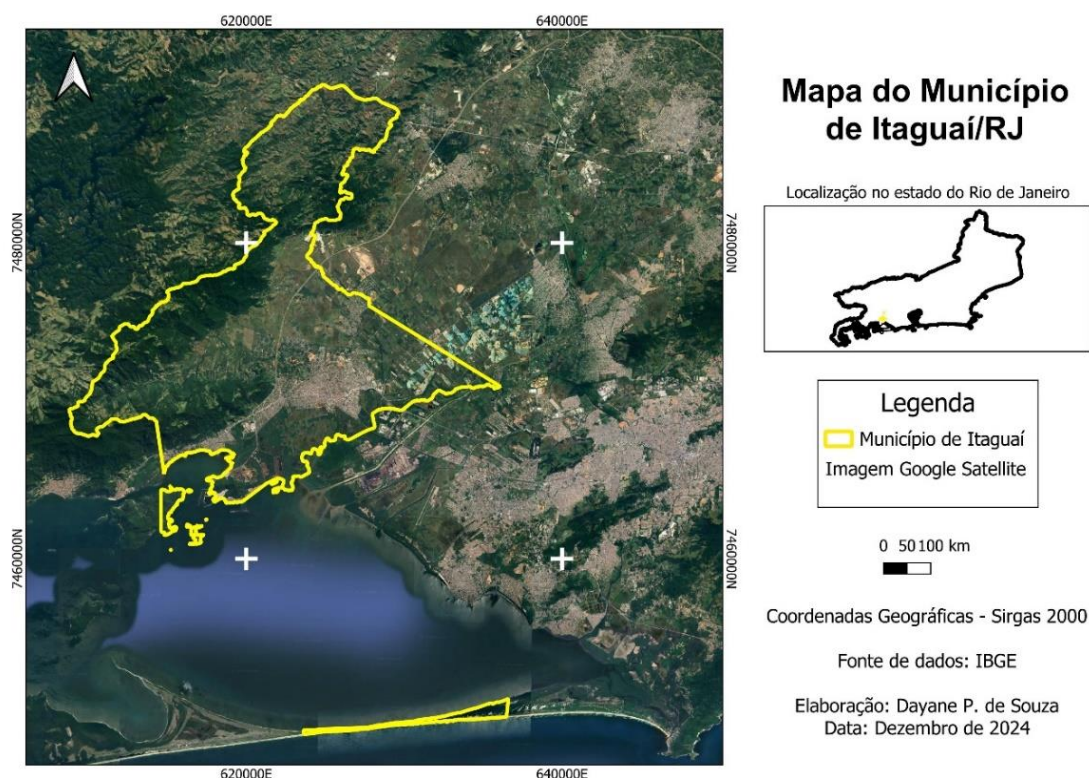 620000E
640000E
7480000N
7480000N
7460000N
7460000N
620000E
640000E
Mapa do Município
de Itaguaí/RJ
Localização no estado do Rio de Janeiro
Legenda
Município de Itaguaí
Imagem Google Satellite
0 50100 km
Coordenadas Geográficas - Sirgas 2000
Fonte de dados: IBGE
Elaboração: Dayane P. de Souza
Data: Dezembro de 2024